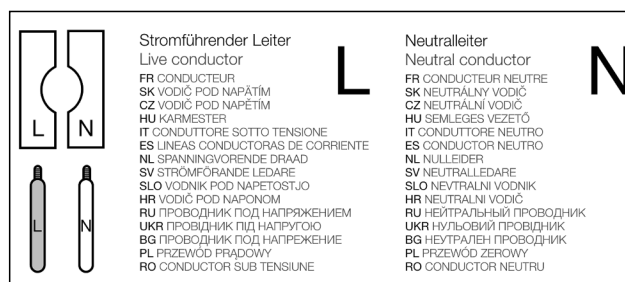 L N
L N
Stromführender Leiter
Live conductor
L
FR CONDUCTEUR
SK VODIČ POD NAPÄTÍM
CZ VODIČ POD NAPĚTÍM
HU KARMESTER
IT CONDUTTORE SOTTO TENSIONE
ES LINEAS CONDUCTORAS DE CORRIENTE
NL SPANNINGVORENDE DRAAD
SV STRÖMFÖRANDE LEDARE
SLO VODNIK POD NAPETOSTJO
HR VODIČ POD NAPONOM
RU ПРОВОДНИК ПОД НАПРЯЖЕНИЕМ
UKR ПРОВІДНИК ПІД НАПРУГОЮ
BG ПРОВОДНИК ПОД НАПРЕЖЕНИЕ
PL PRZEWÓD PRĄDOWY
RO CONDUCTOR SUB TENSIUNE
Neutralleiter
Neutral conductor
N
FR CONDUCTEUR NEUTRE
SK NEUTRÁLNY VODIČ
CZ NEUTRÁLNÍ VODIČ
HU SEMLEGES VEZETŐ
IT CONDUTTORE NEUTRO
ES CONDUCTOR NEUTRO
NL NULLEIDER
SV NEUTRALLEDARE
SLO NEVTRALNI VODNIK
HR NEUTRALNI VODIČ
RU НЕЙТРАЛЬНЫЙ ПРОВОДНИК
UKR НУЛЬОВИЙ ПРОВІДНИК
BG НЕУТРАЛЕН ПРОВОДНИК
PL PRZEWÓD ZEROWY
RO CONDUCTOR NEUTRU